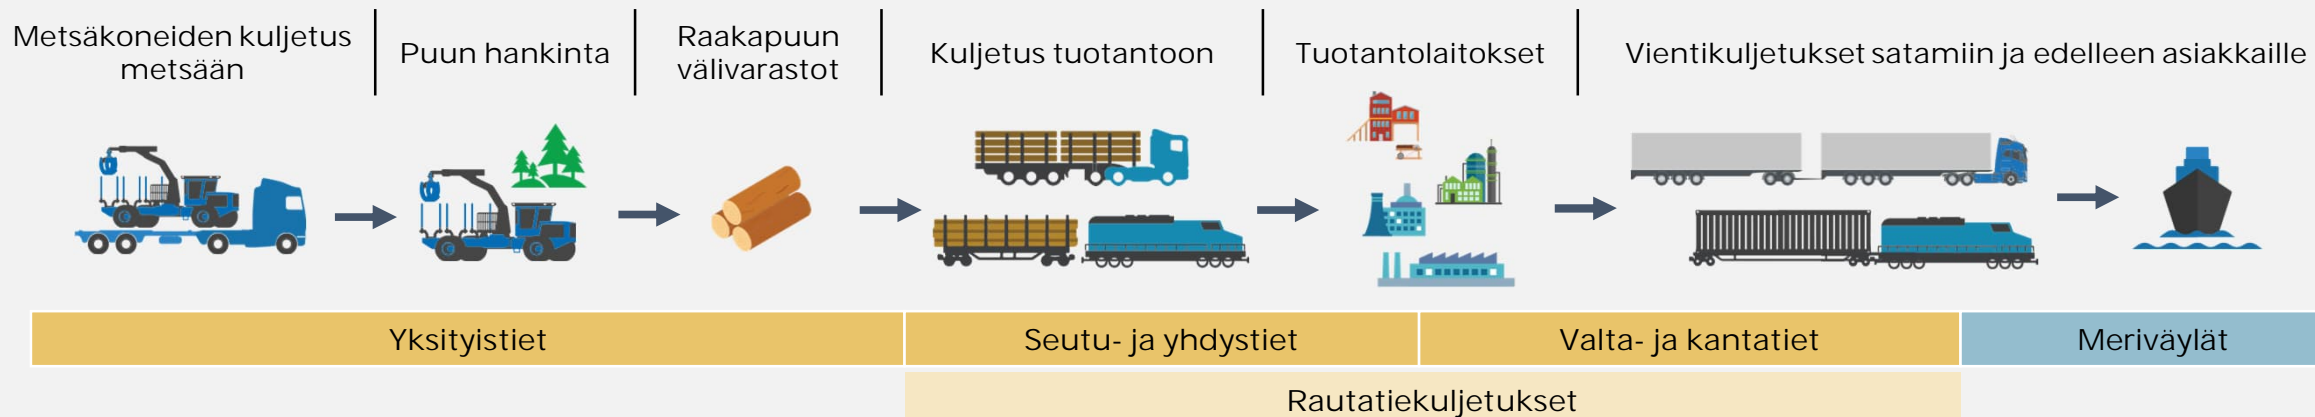 Metsäkoneiden kuljetus
metsään
Puun hankinta
Raakapuun
välivarastot
Kuljetus tuotantoon
Tuotantolaitokset
Vientikuljetukset satamiin ja edelleen asiakkaille
Yksityistiet
Seutu- ja yhdystiet
Valta- ja kantatiet
Meriväylät
Rautatiekuljetukset